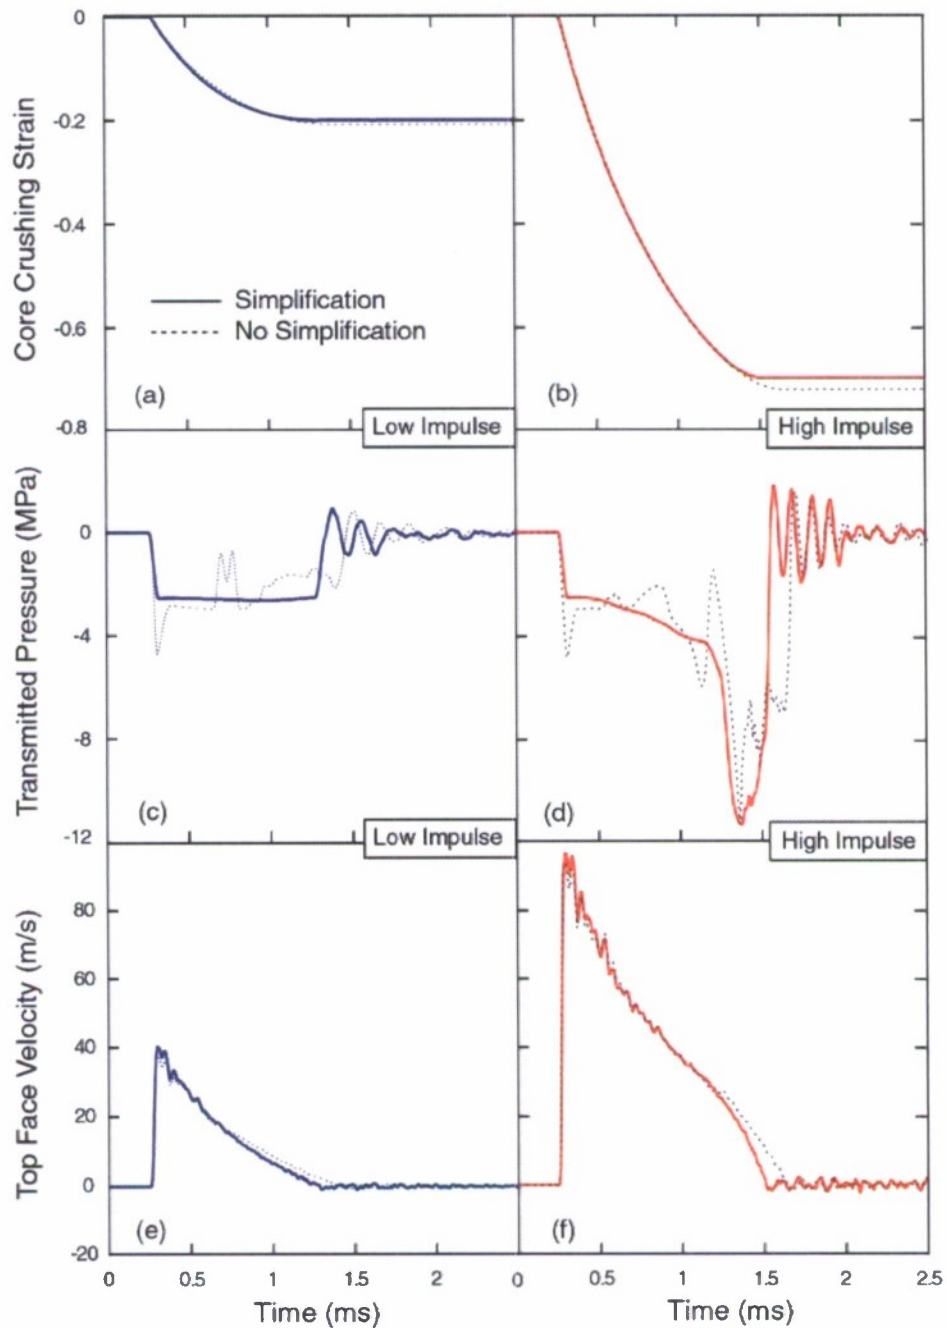 Core Crushing Strain
0
-0.2
-0.4
-0.6
-0.8
Simplification
No Simplification
(a)
(b)
Low Impulse
High Impulse
Transmitted Pressure (MPa)
0
-4
-8
-12
(c)
(d)
Low Impulse
High Impulse
Top Face Velocity (m/s)
80
60
40
20
0
-20
(e)
(f)
0 0.5 1 1.5 2 0 0.5 1 1.5 2 2.5
Time (ms) Time (ms)